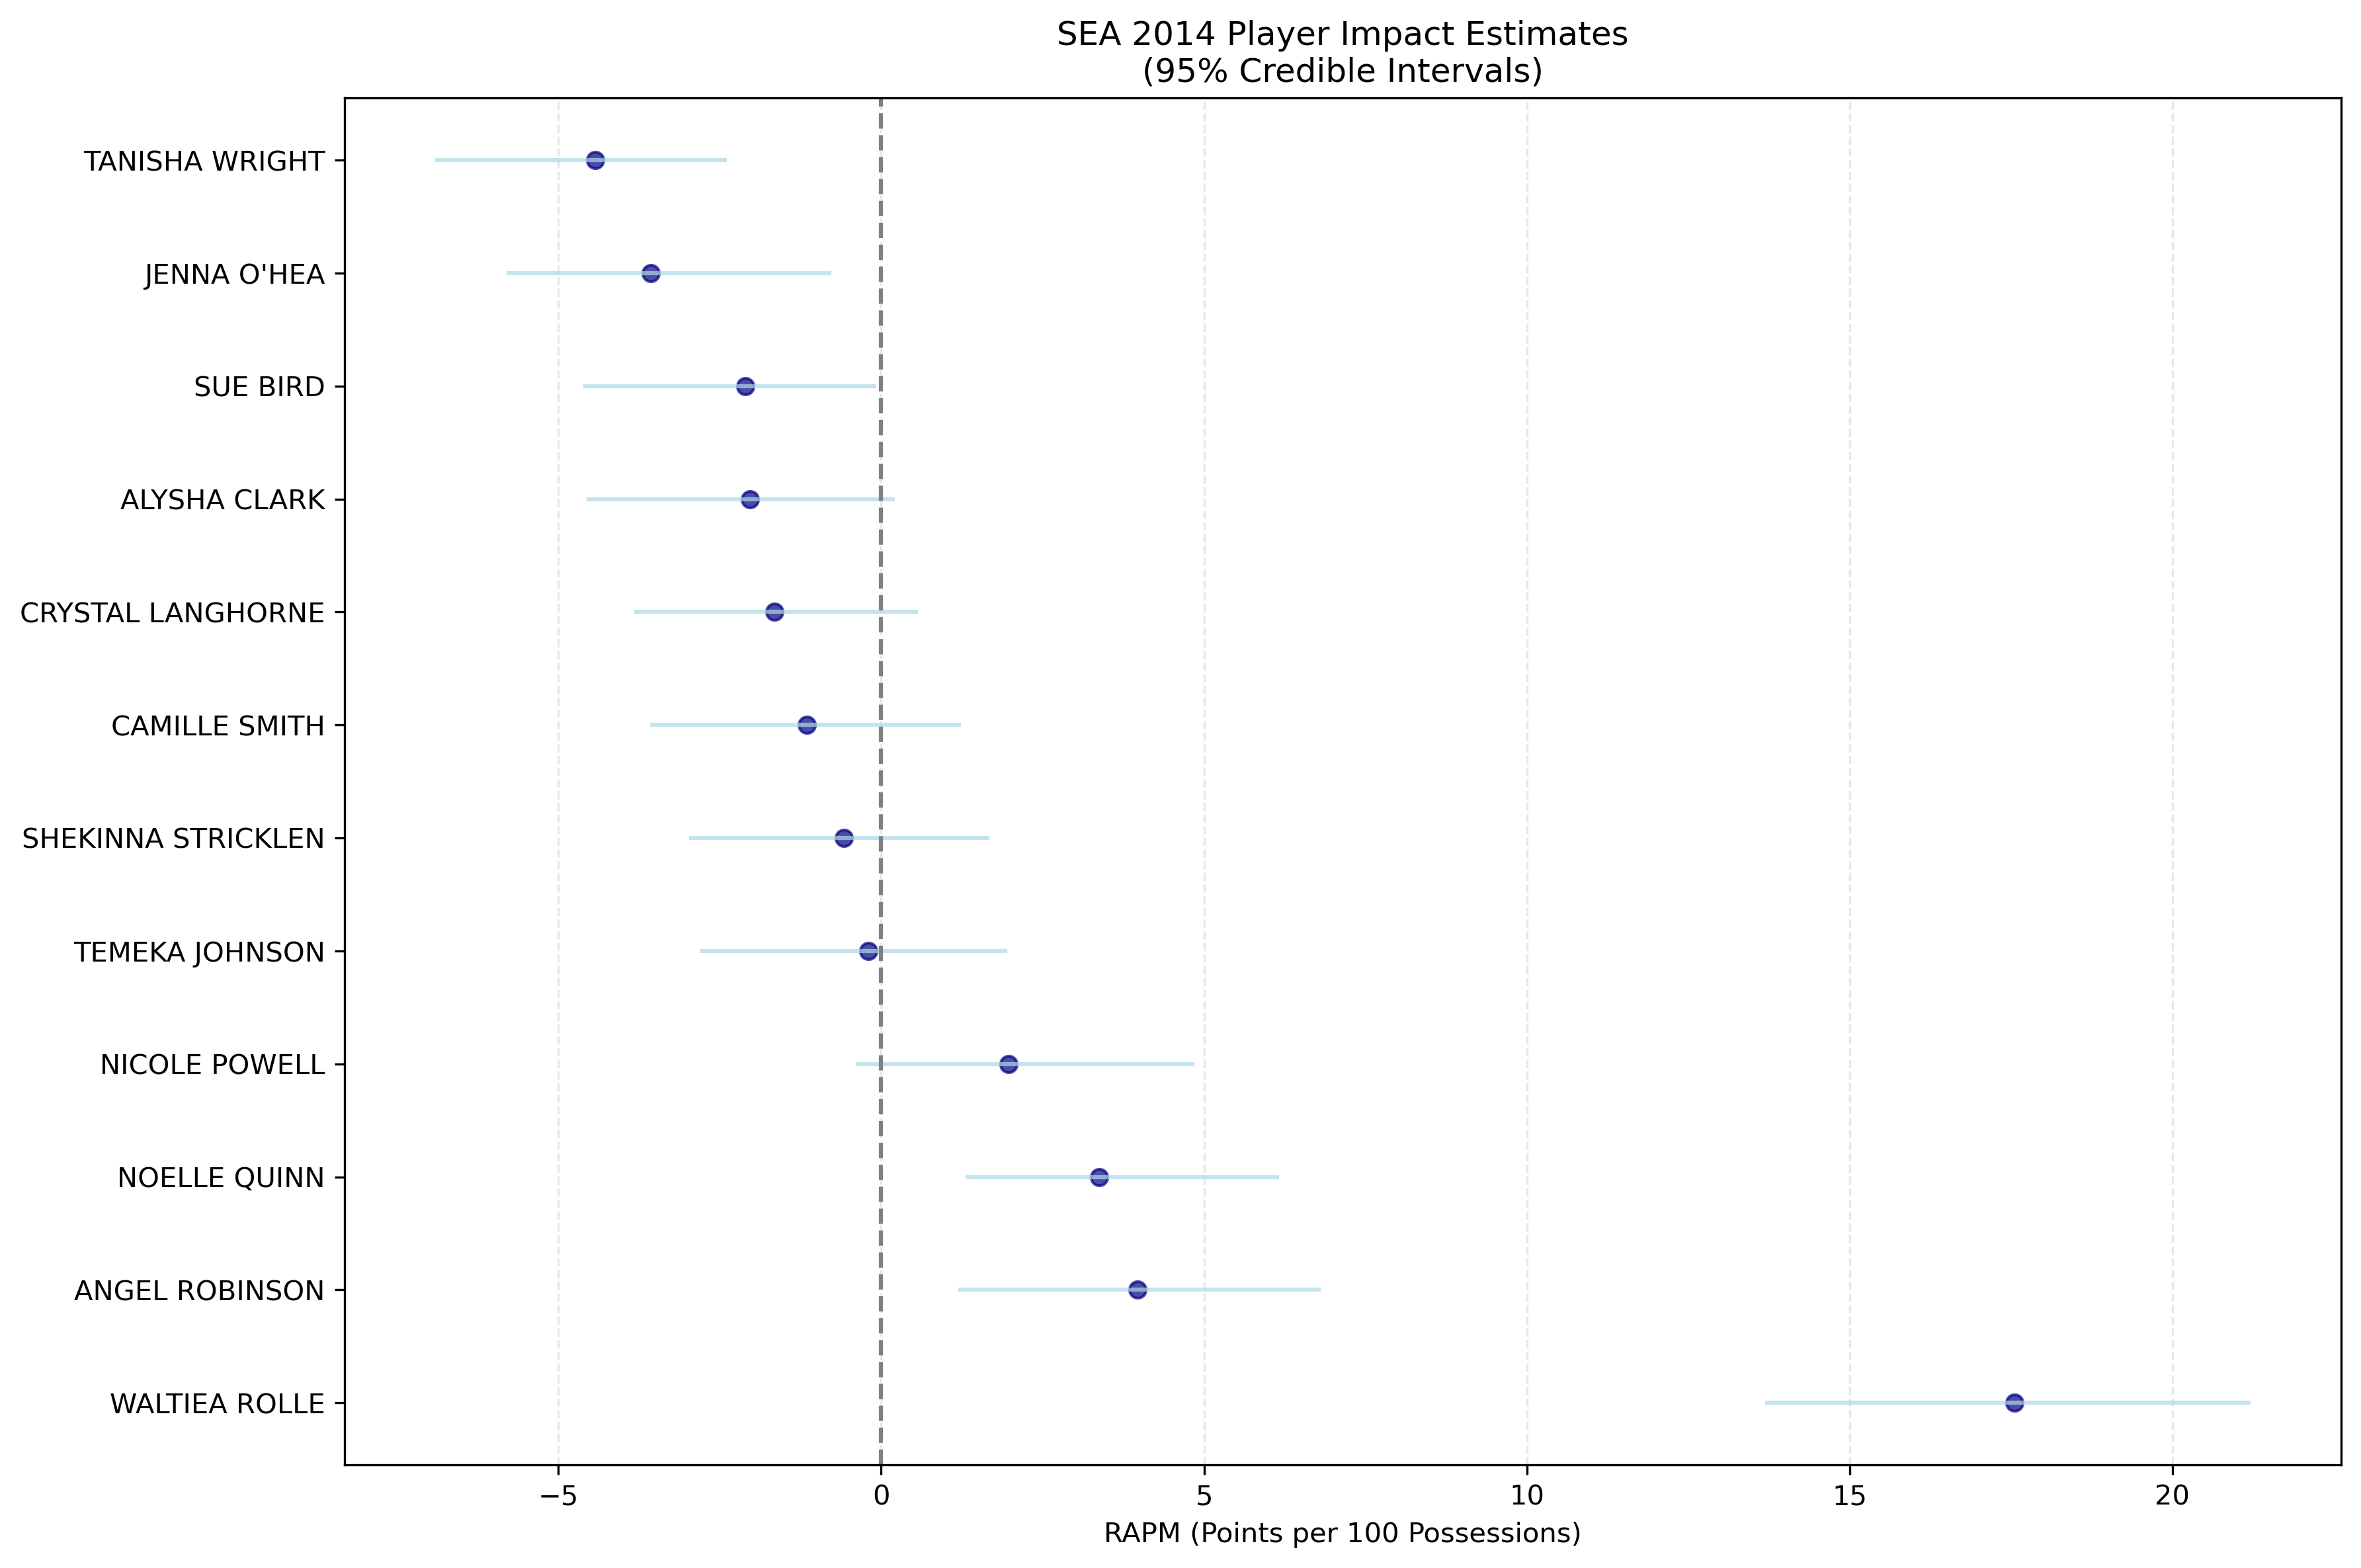 SEA 2014 Player Impact Estimates
(95% Credible Intervals)
TANISHA WRIGHT
JENNA O'HEA
SUE BIRD
ALYSHA CLARK
CRYSTAL LANGHORNE
CAMILLE SMITH
SHEKINNA STRICKLEN
TEMEKA JOHNSON
NICOLE POWELL
NOELLE QUINN
ANGEL ROBINSON
WALTIEA ROLLE
−5 0 5 10 15 20
RAPM (Points per 100 Possessions)